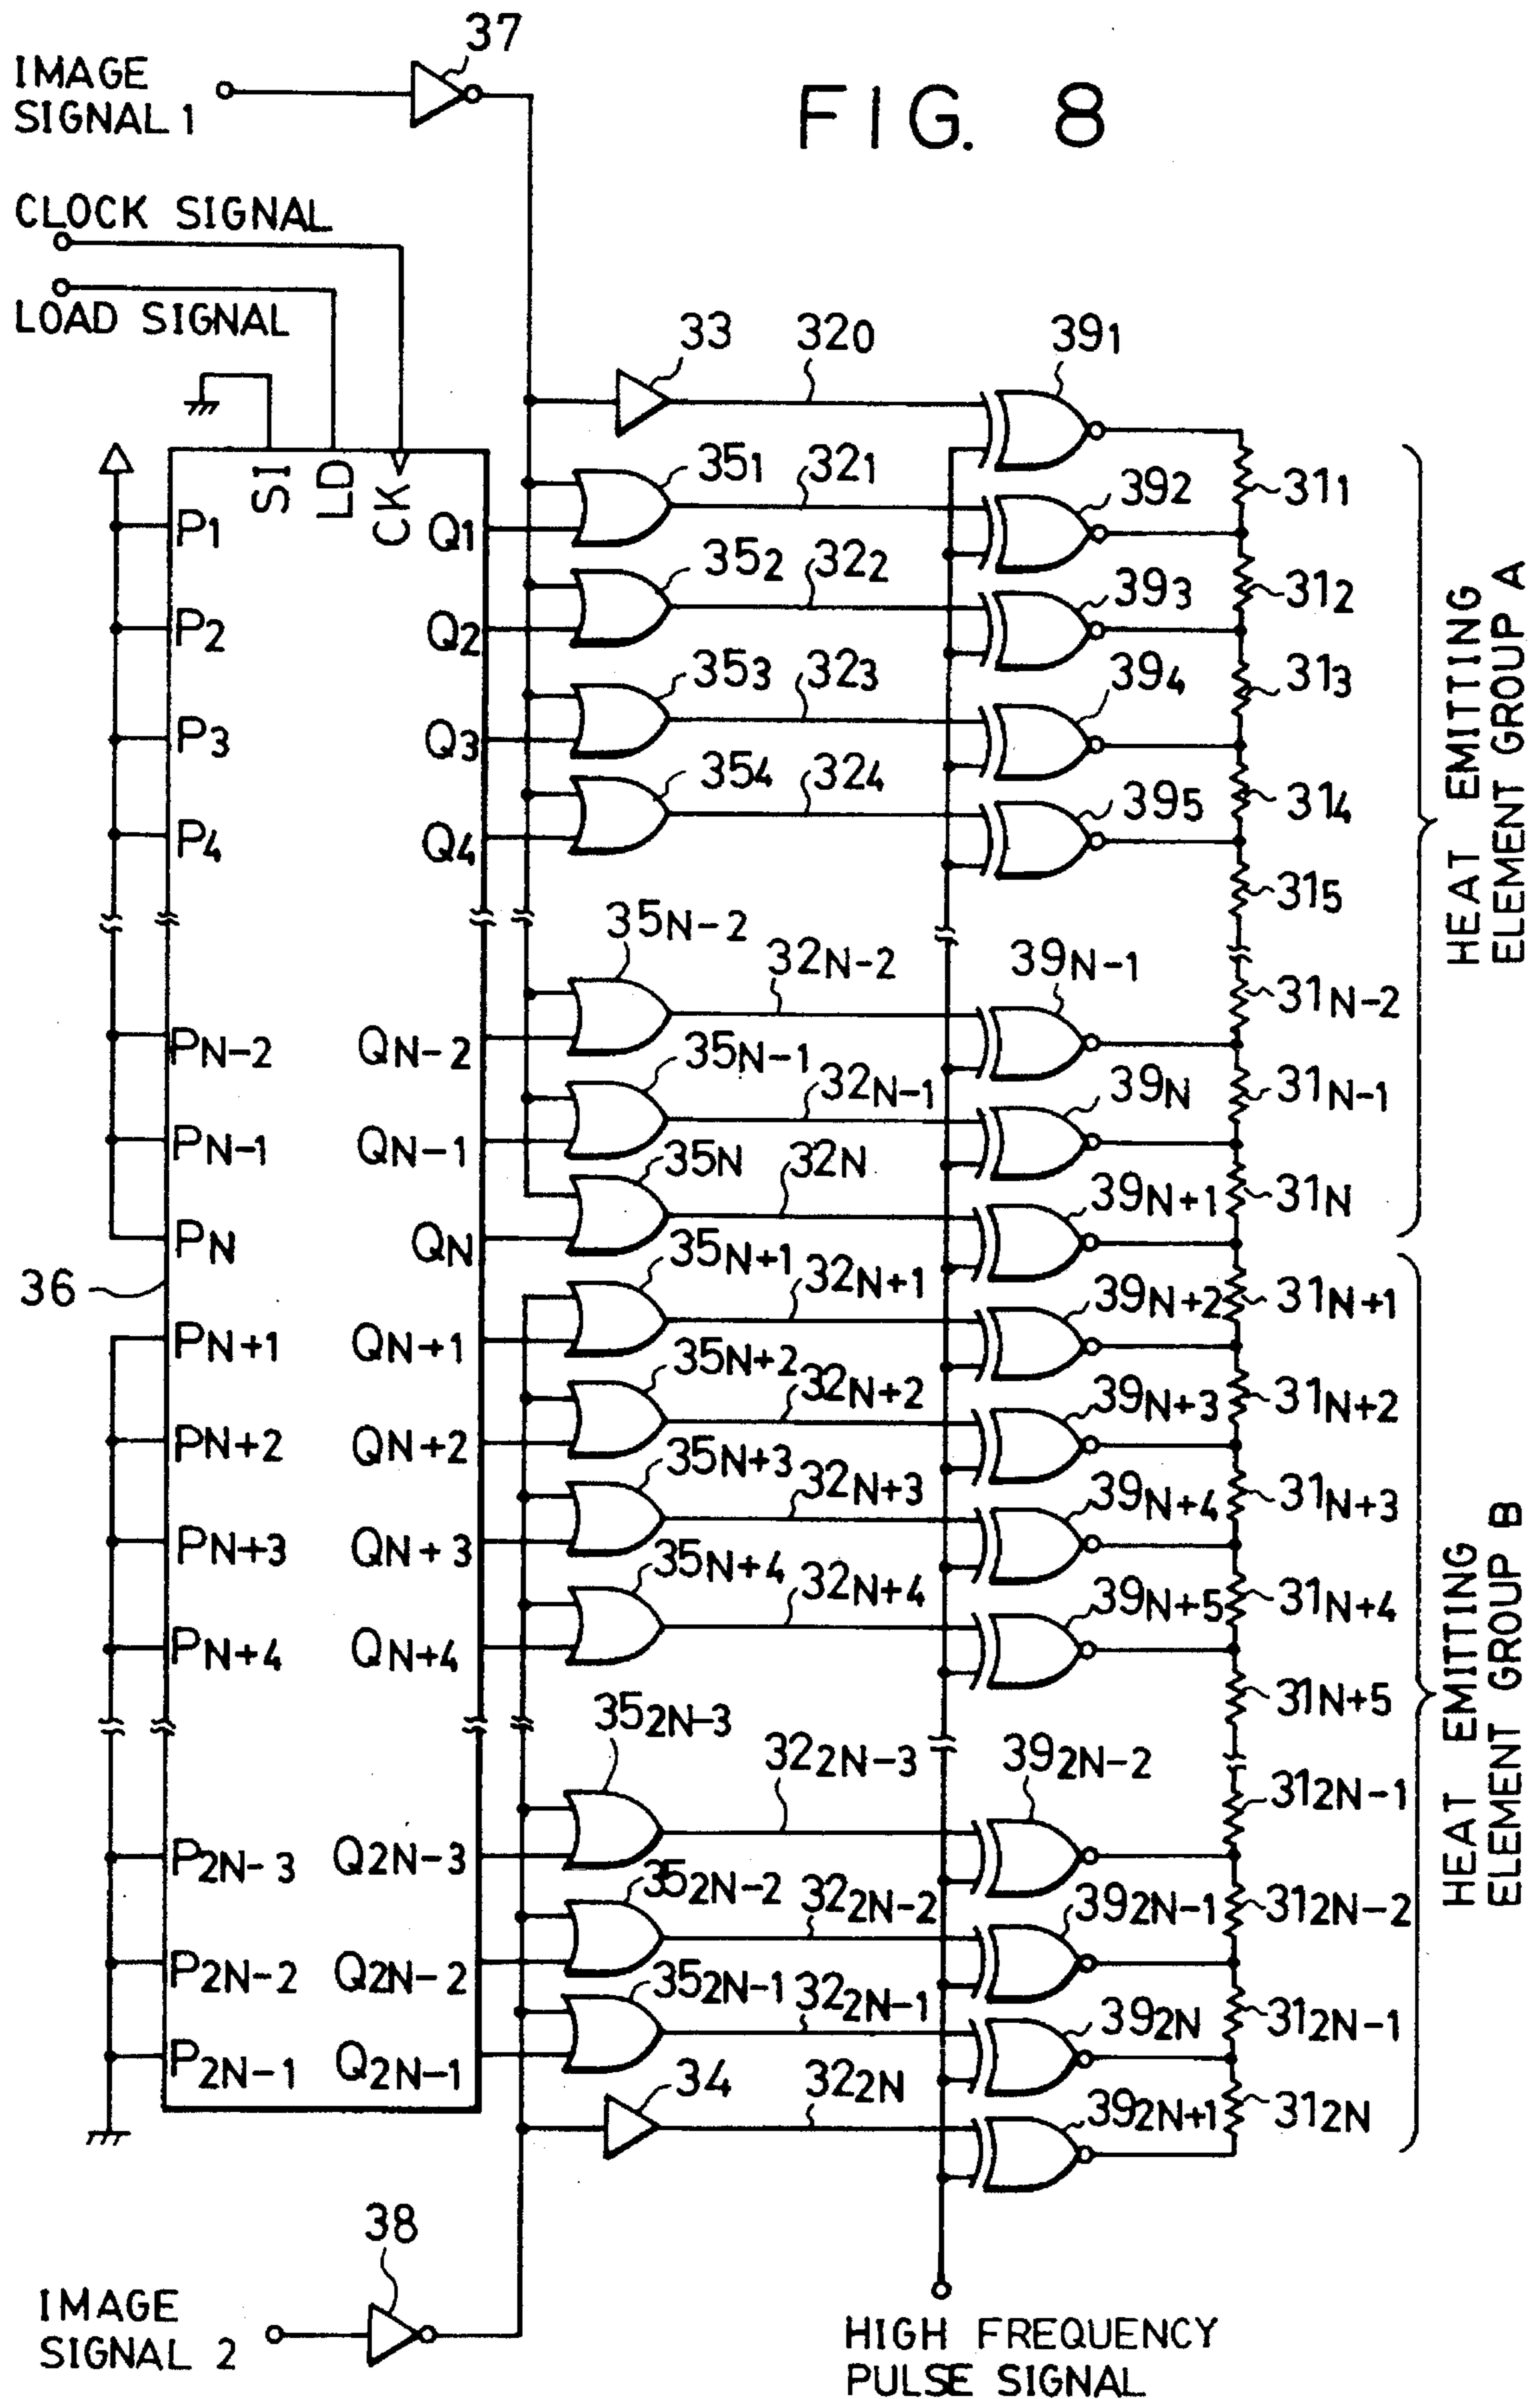 FIG. 8
37
IMAGE
SIGNAL 1
CLOCK SIGNAL
LOAD SIGNAL
33
32₀
39₁
SI
LD
CK
P₁
Q₁
35₁
32₁
39₂
31₁
P₂
Q₂
35₂
32₂
39₃
31₂
P₃
Q₃
35₃
32₃
39₄
31₃
P₄
Q₄
35₄
32₄
39₅
31₄
31₅
HEAT EMITTING
ELEMENT GROUP A
PN-2
QN-2
35N-2
32N-2
39N-1
31N-2
PN-1
QN-1
35N-1
32N-1
39N
31N-1
PN
QN
35N
32N
39N+1
31N
36
PN+1
QN+1
35N+1
32N+1
39N+2
31N+1
PN+2
QN+2
35N+2
32N+2
39N+3
31N+2
PN+3
QN+3
35N+3
32N+3
39N+4
31N+3
PN+4
QN+4
35N+4
32N+4
39N+5
31N+4
31N+5
HEAT EMITTING
ELEMENT GROUP B
P2N-3
Q2N-3
352N-3
322N-3
392N-2
312N-1
P2N-2
Q2N-2
352N-2
322N-2
392N-1
312N-2
P2N-1
Q2N-1
352N-1
322N-1
392N
312N-1
34
322N
392N+1
312N
38
IMAGE
SIGNAL 2
HIGH FREQUENCY
PULSE SIGNAL